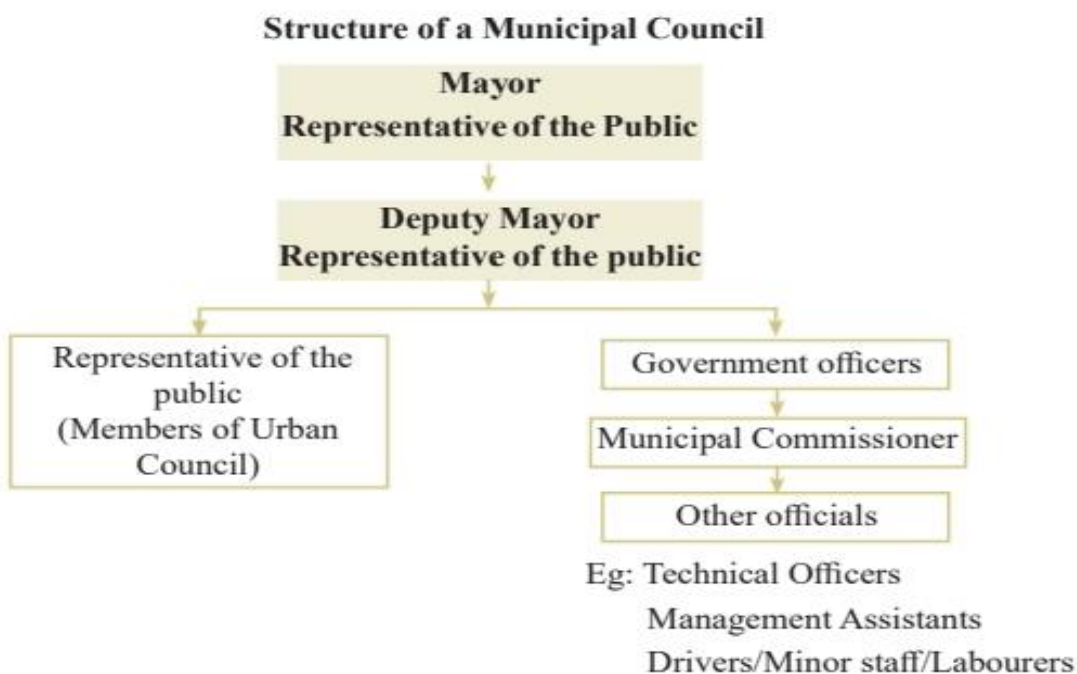 Structure of a Municipal Council
Mayor
Representative of the Public
Deputy Mayor
Representative of the public
Representative of the
public
(Members of Urban
Council)
Government officers
Municipal Commissioner
Other officials
Eg: Technical Officers
Management Assistants
Drivers/Minor staff/Labourers